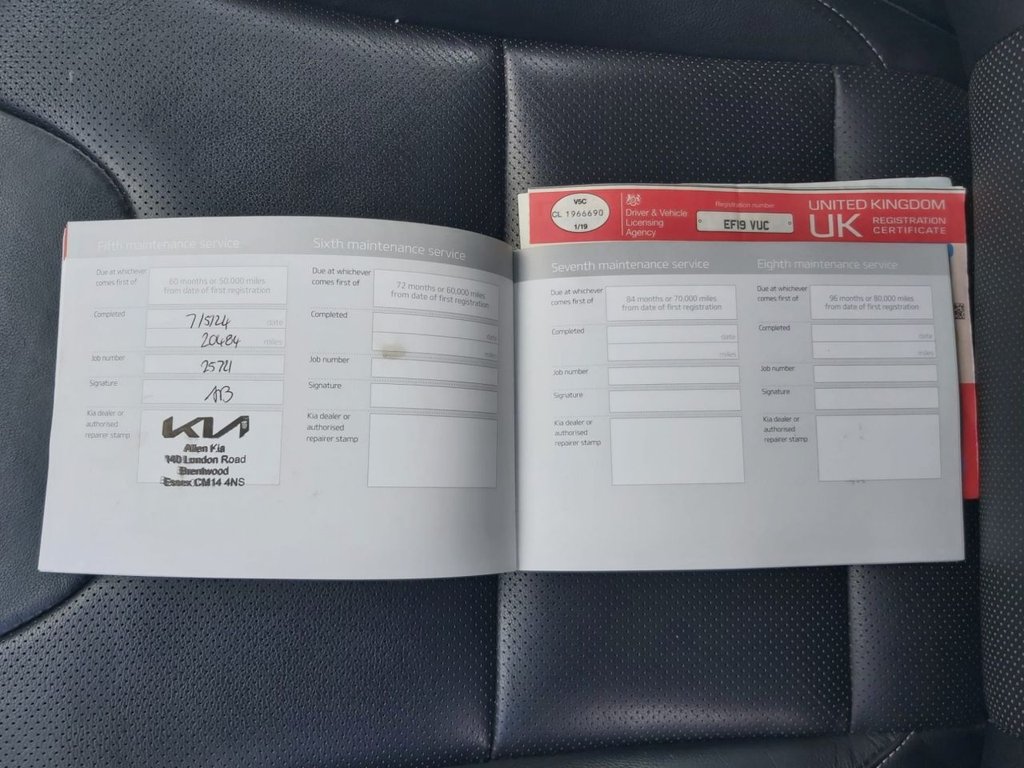 V5C
CL 1966690
1/19
Driver & Vehicle
Licensing
Agency
Registration number
EF19 VUC
UNITED KINGDOM
UK
REGISTRATION
CERTIFICATE
Fifth maintenance service
Due at whichever
comes first of
60 months or 50,000 miles
from date of first registration
Completed
7/5/24 date
20484 miles
Job number
25721
Signature
Kia dealer or
authorised
repairer stamp
KIA
Allen Kia
140 London Road
Brentwood
Essex CM14 4NS
Sixth maintenance service
Due at whichever
comes first of
72 months or 60,000 miles
from date of first registration
Completed
date
miles
Job number
Signature
Kia dealer or
authorised
repairer stamp
Seventh maintenance service
Due at whichever
comes first of
84 months or 70,000 miles
from date of first registration
Completed
date
miles
Job number
Signature
Kia dealer or
authorised
repairer stamp
Eighth maintenance service
Due at whichever
comes first of
96 months or 80,000 miles
from date of first registration
Completed
date
miles
Job number
Signature
Kia dealer or
authorised
repairer stamp